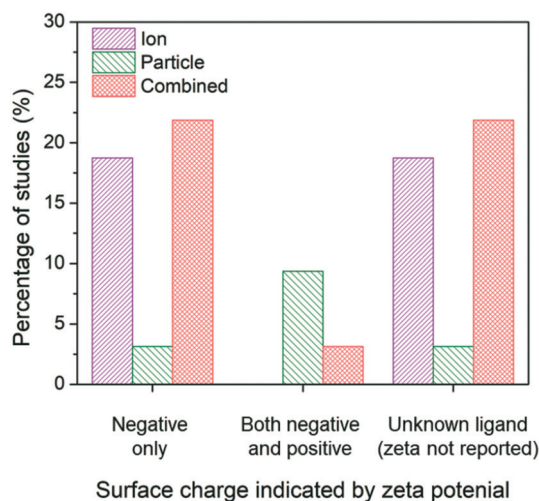 30
25
20
15
10
5
0
Percentage of studies (%)
Ion
Particle
Combined
Negative
only
Both negative
and positive
Unknown ligand
(zeta not reported)
Surface charge indicated by zeta potenial